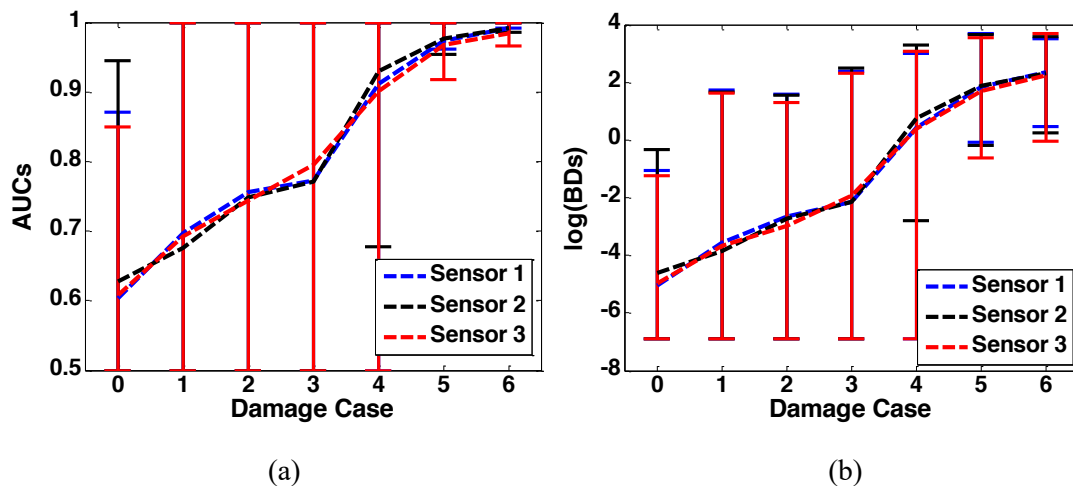 1
0.9
0.8
0.7
0.6
0.5
AUCs
0 1 2 3 4 5 6
Damage Case
Sensor 1
Sensor 2
Sensor 3
(a)
4
2
0
-2
-4
-6
-8
log(BDs)
0 1 2 3 4 5 6
Damage Case
Sensor 1
Sensor 2
Sensor 3
(b)